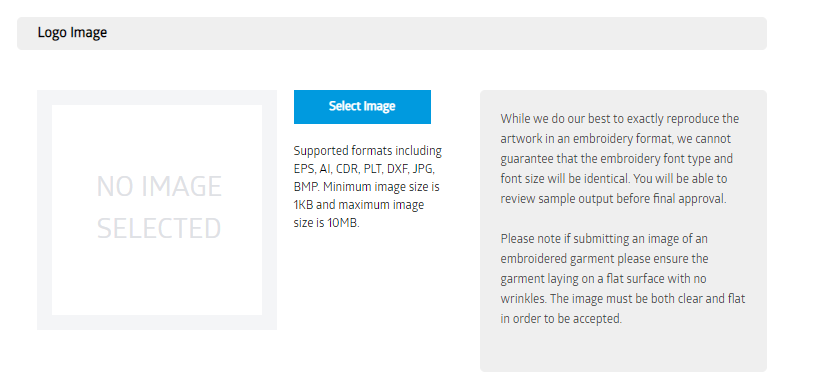 Logo Image
NO IMAGE
SELECTED
Select Image
Supported formats including
EPS, AI, CDR, PLT, DXF, JPG,
BMP. Minimum image size is
1KB and maximum image
size is 10MB.
While we do our best to exactly reproduce the
artwork in an embroidery format, we cannot
guarantee that the embroidery font type and
font size will be identical. You will be able to
review sample output before final approval.
Please note if submitting an image of an
embroidered garment please ensure the
garment laying on a flat surface with no
wrinkles. The image must be both clear and flat
in order to be accepted.